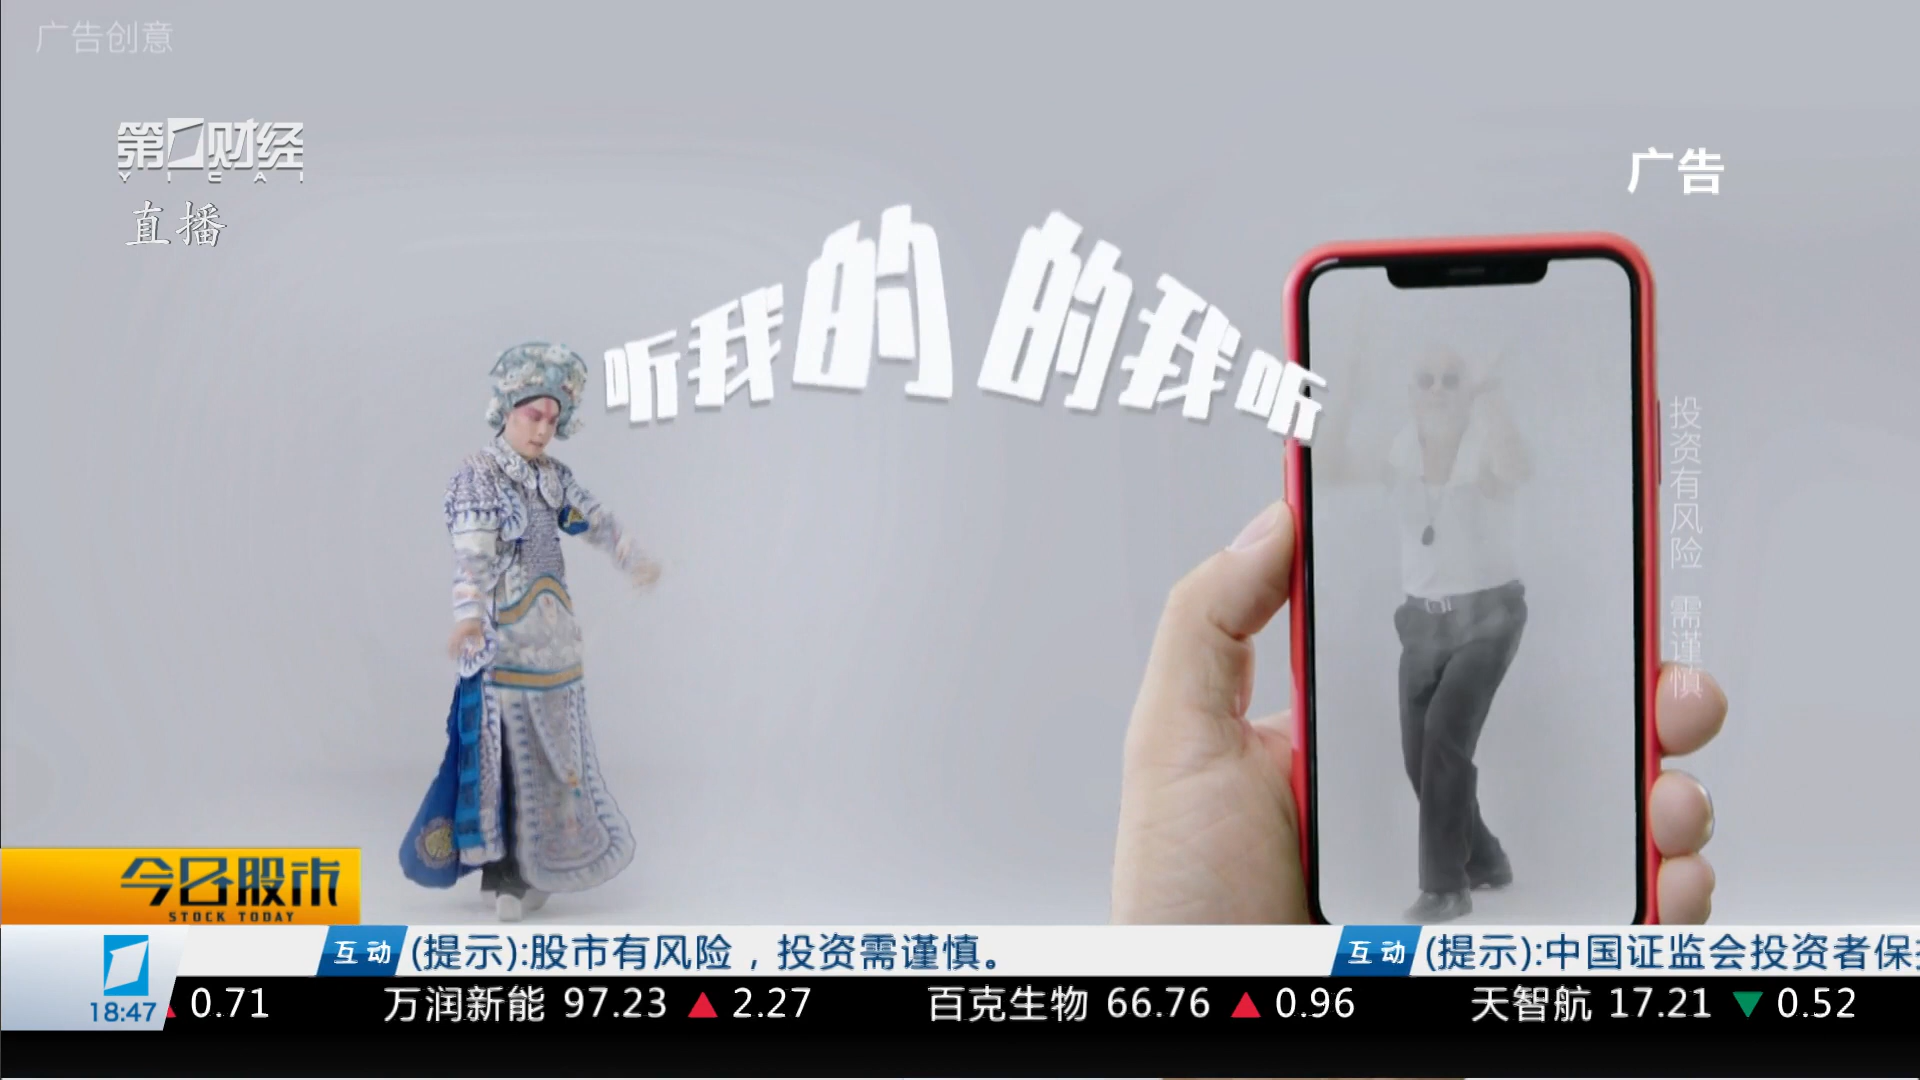 广告创意
第1财经
YICAI
直播
广告
听我的 的我听
投资有风险 需谨慎
今日股市
STOCK TODAY
互动 (提示):股市有风险，投资需谨慎。 互动 (提示):中国证监会投资者保
18:47 0.71 万润新能 97.23 ▲ 2.27 百克生物 66.76 ▲ 0.96 天智航 17.21 ▼ 0.52